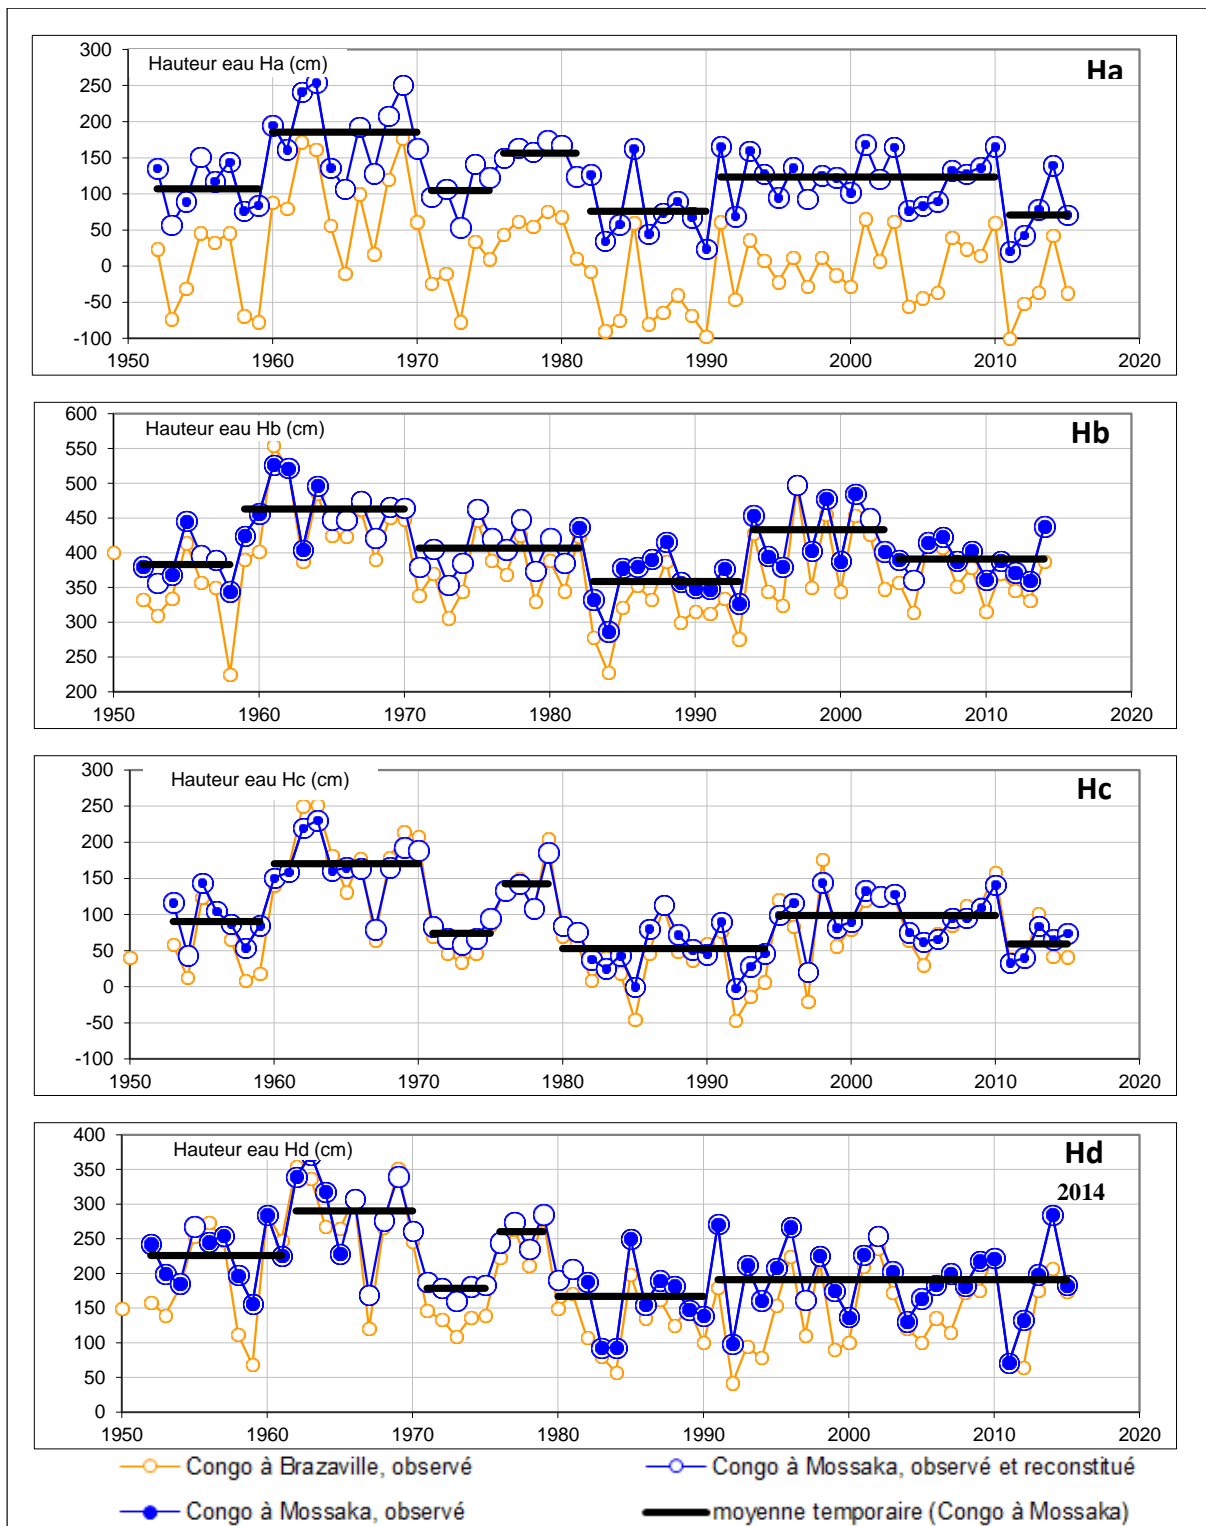 Hauteur eau Ha (cm)
Ha
300
250
200
150
100
50
0
-50
-100
1950 1960 1970 1980 1990 2000 2010 2020
Hauteur eau Hb (cm)
Hb
600
550
500
450
400
350
300
250
200
1950 1960 1970 1980 1990 2000 2010 2020
Hauteur eau Hc (cm)
Hc
300
250
200
150
100
50
0
-50
-100
1950 1960 1970 1980 1990 2000 2010 2020
Hauteur eau Hd (cm)
Hd
2014
400
350
300
250
200
150
100
50
0
1950 1960 1970 1980 1990 2000 2010 2020
Congo à Brazaville, observé
Congo à Mossaka, observé et reconstitué
Congo à Mossaka, observé
moyenne temporaire (Congo à Mossaka)